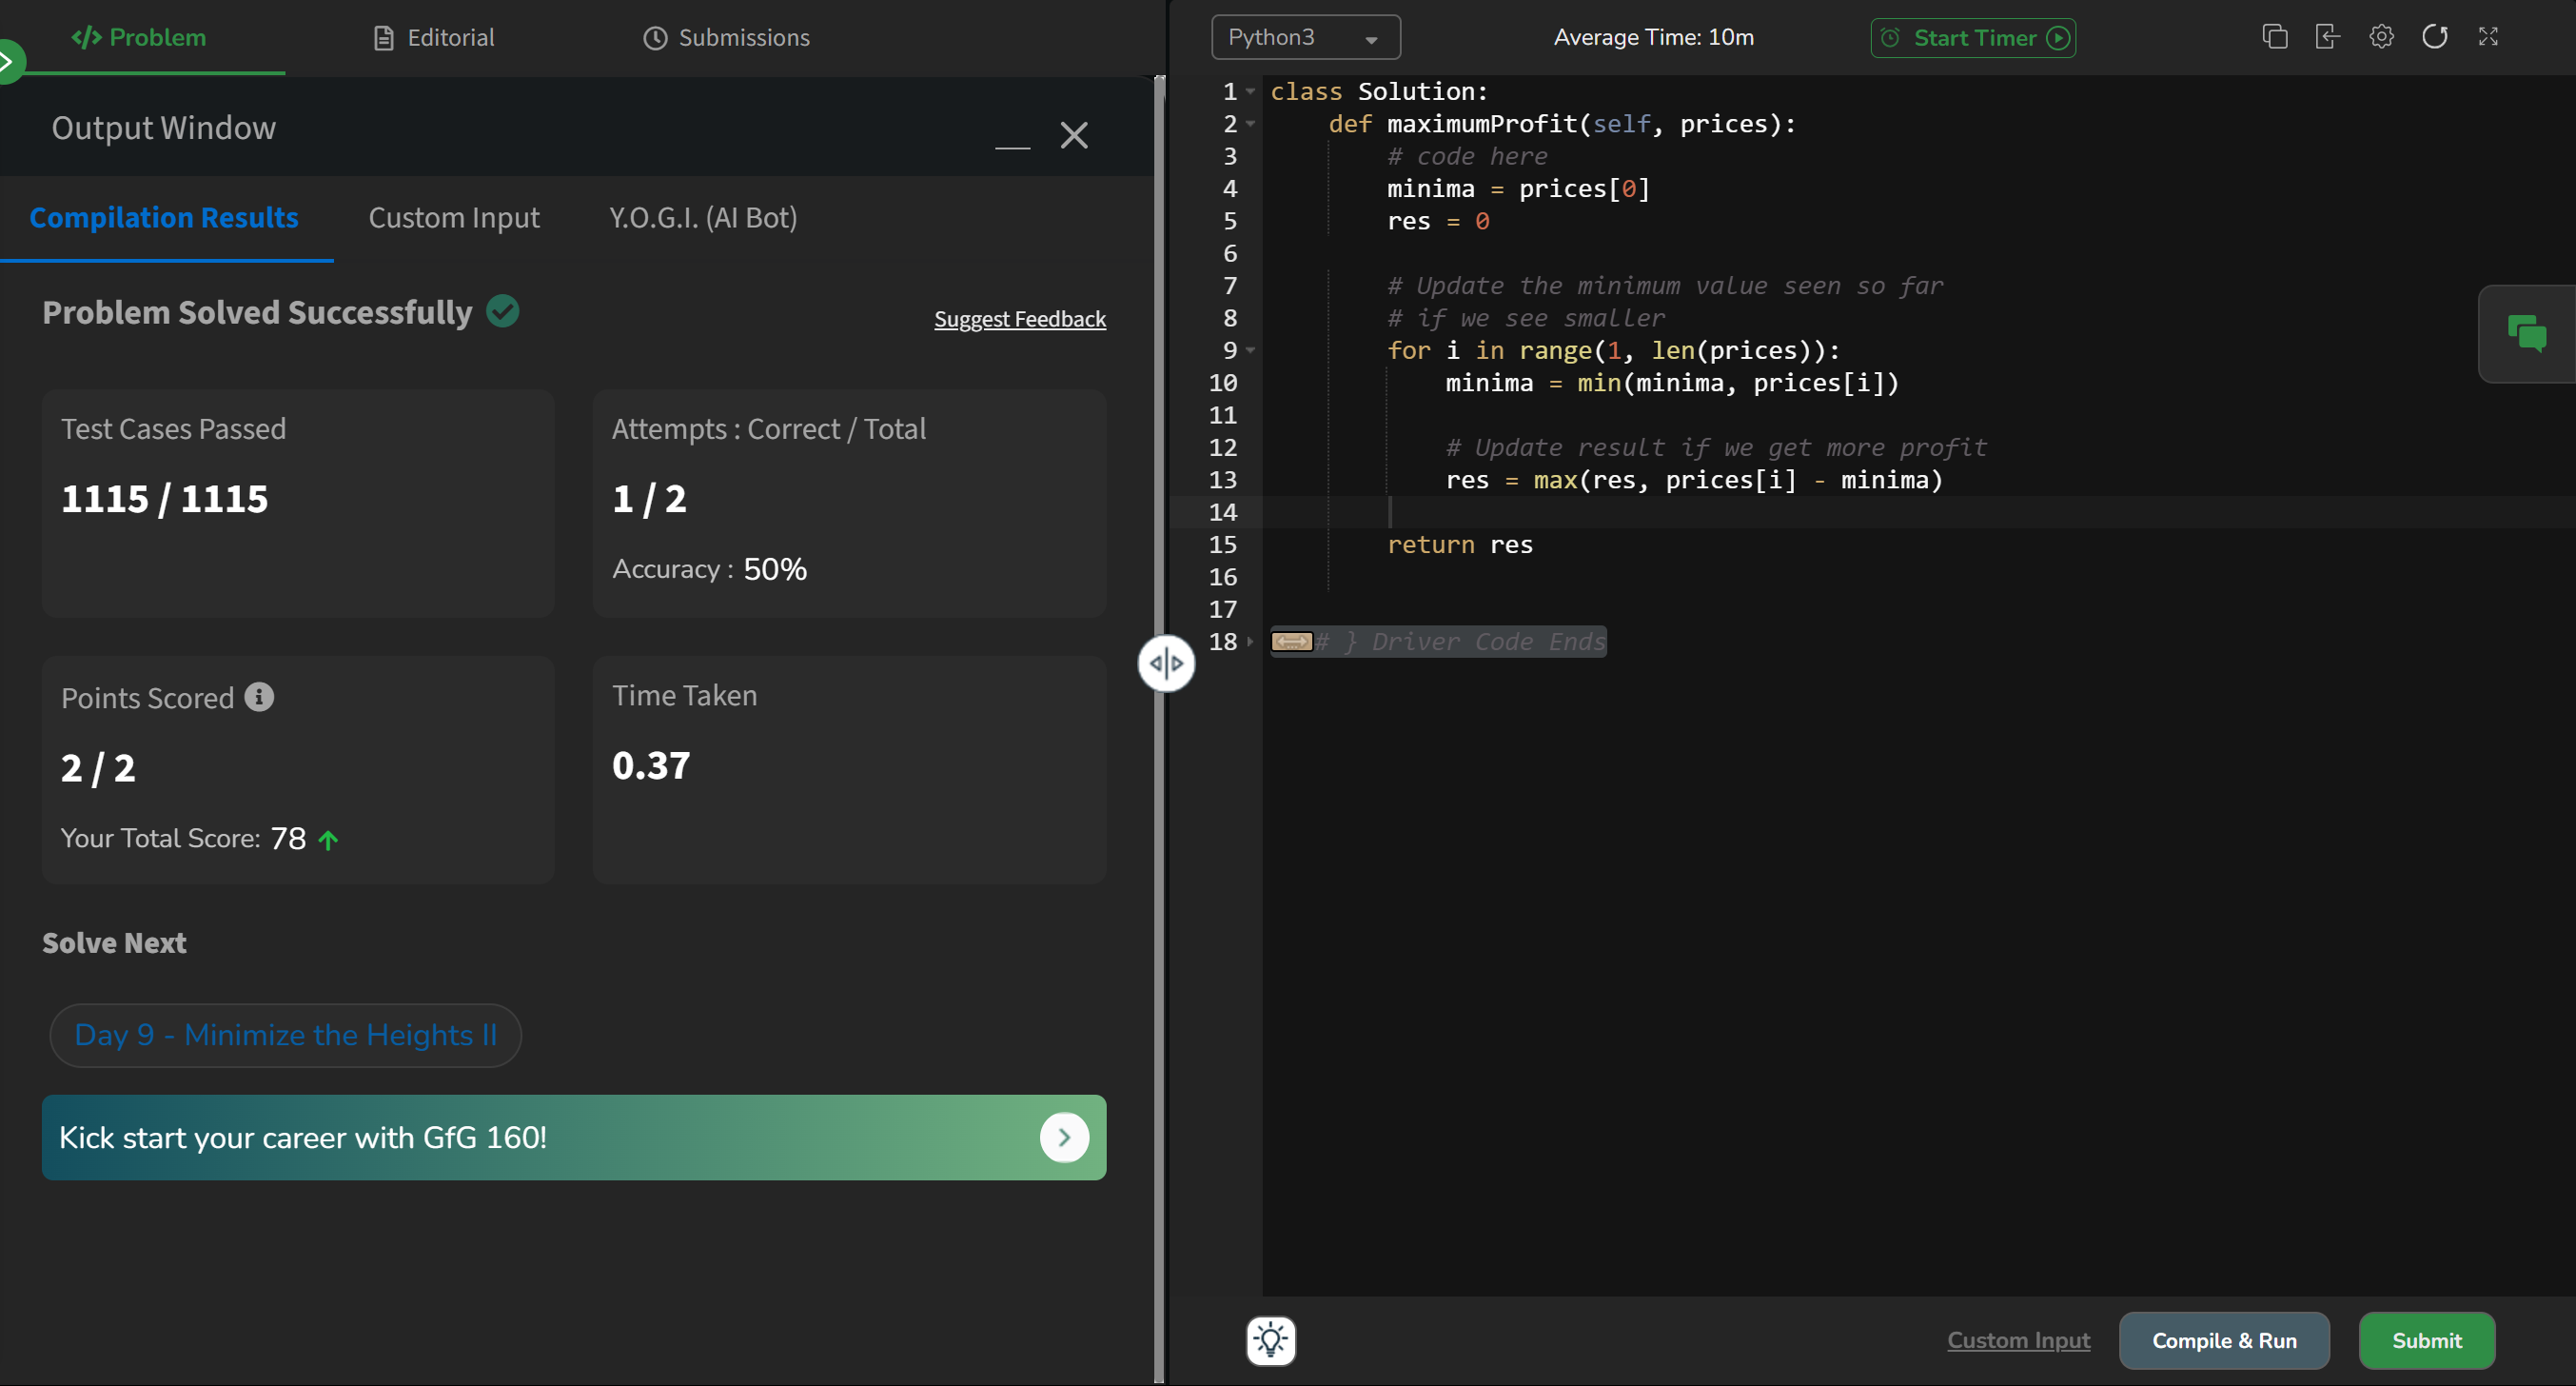 </> Problem
Editorial
Submissions
Output Window
Compilation Results
Custom Input
Y.O.G.I. (AI Bot)
Problem Solved Successfully
Suggest Feedback
Test Cases Passed
1115 / 1115
Attempts : Correct / Total
1 / 2
Accuracy : 50%
Points Scored
2 / 2
Your Total Score: 78
Time Taken
0.37
Solve Next
Day 9 - Minimize the Heights II
Kick start your career with GfG 160!
Python3
Average Time: 10m
Start Timer
1 class Solution:
2     def maximumProfit(self, prices):
3         # code here
4         minima = prices[0]
5         res = 0
6
7         # Update the minimum value seen so far
8         # if we see smaller
9         for i in range(1, len(prices)):
10             minima = min(minima, prices[i])
11
12             # Update result if we get more profit
13             res = max(res, prices[i] - minima)
14
15         return res
16
17
18 # } Driver Code Ends
Custom Input
Compile & Run
Submit